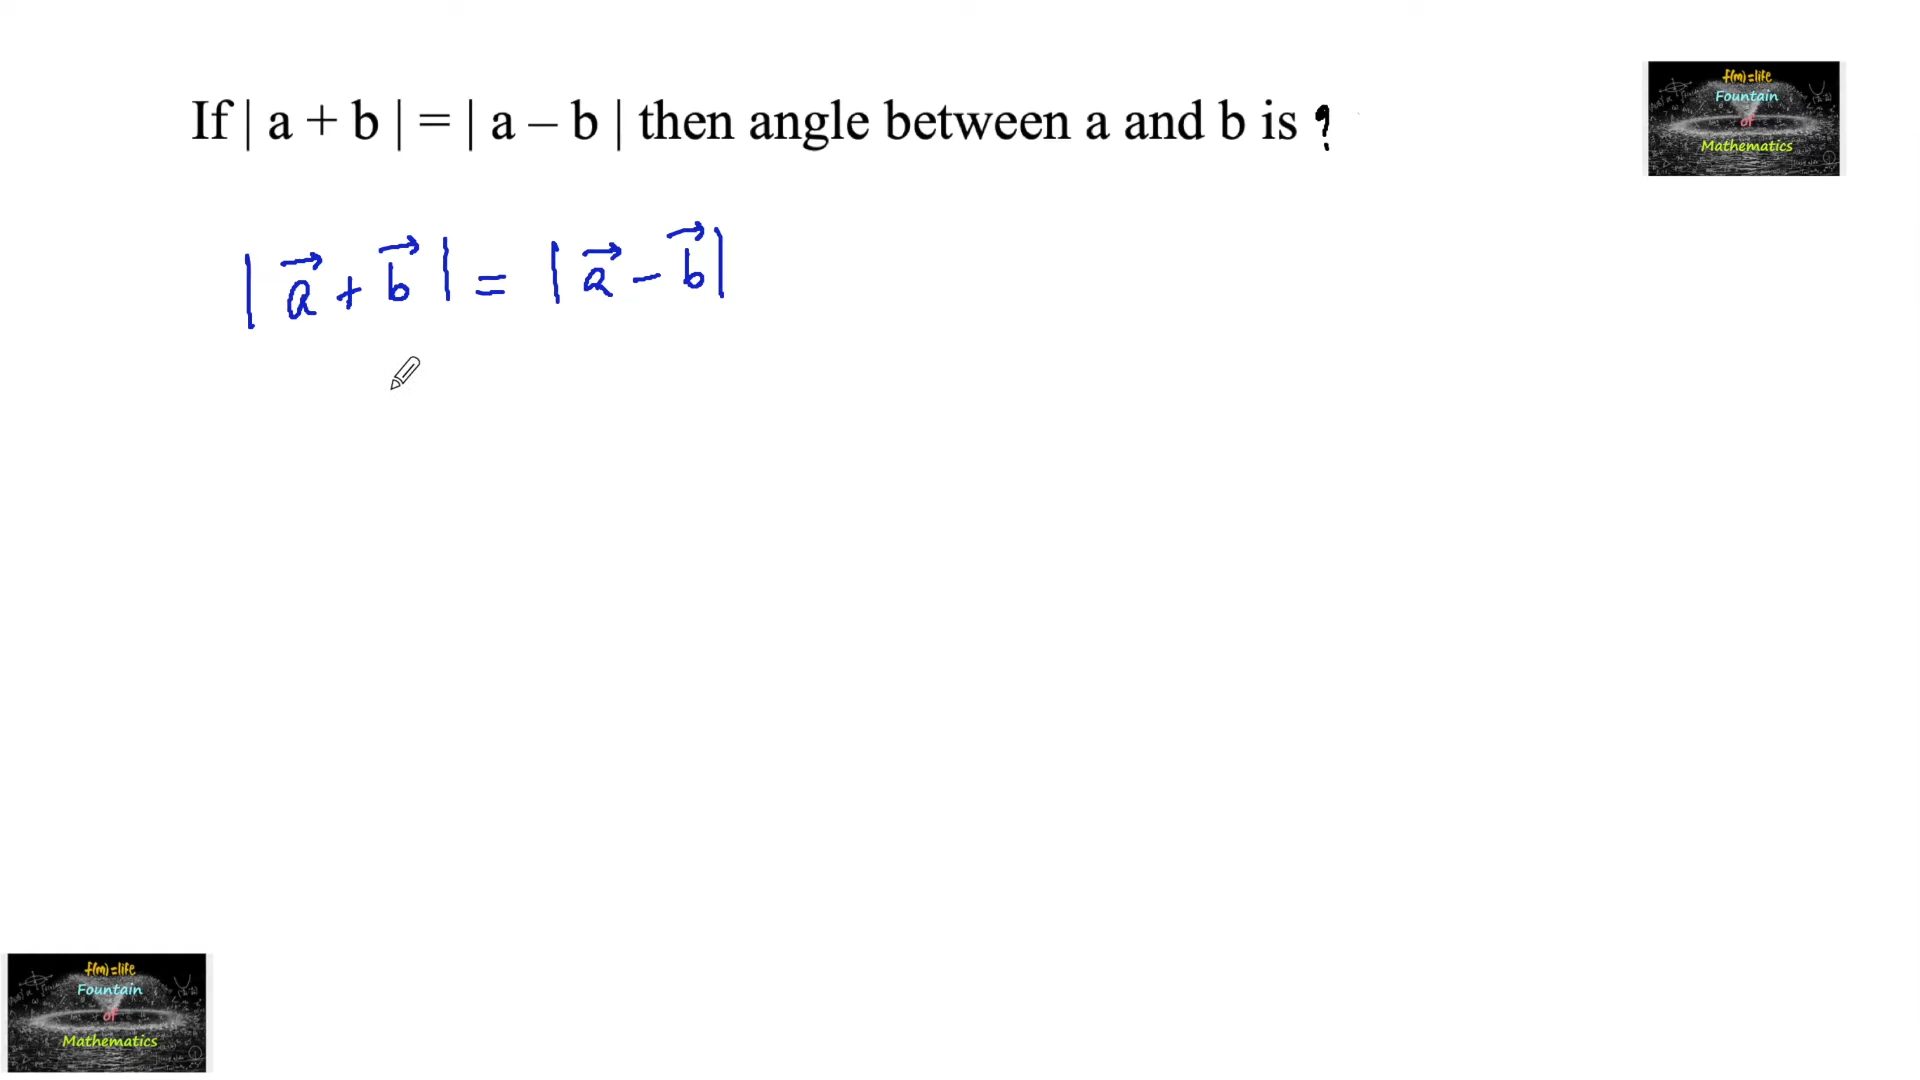 If | a + b | = | a – b | then angle between a and b is ?
f(m)=life
Fountain
of
Mathematics
| a⃗ + b⃗ | = | a⃗ – b⃗ |
f(m)=life
Fountain
of
Mathematics